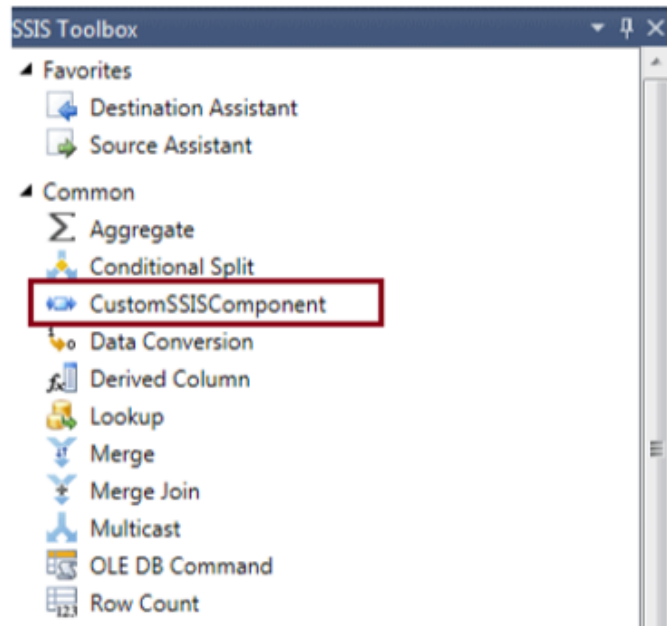 SSIS Toolbox
Favorites
Destination Assistant
Source Assistant
Common
Aggregate
Conditional Split
CustomSSISComponent
Data Conversion
Derived Column
Lookup
Merge
Merge Join
Multicast
OLE DB Command
Row Count